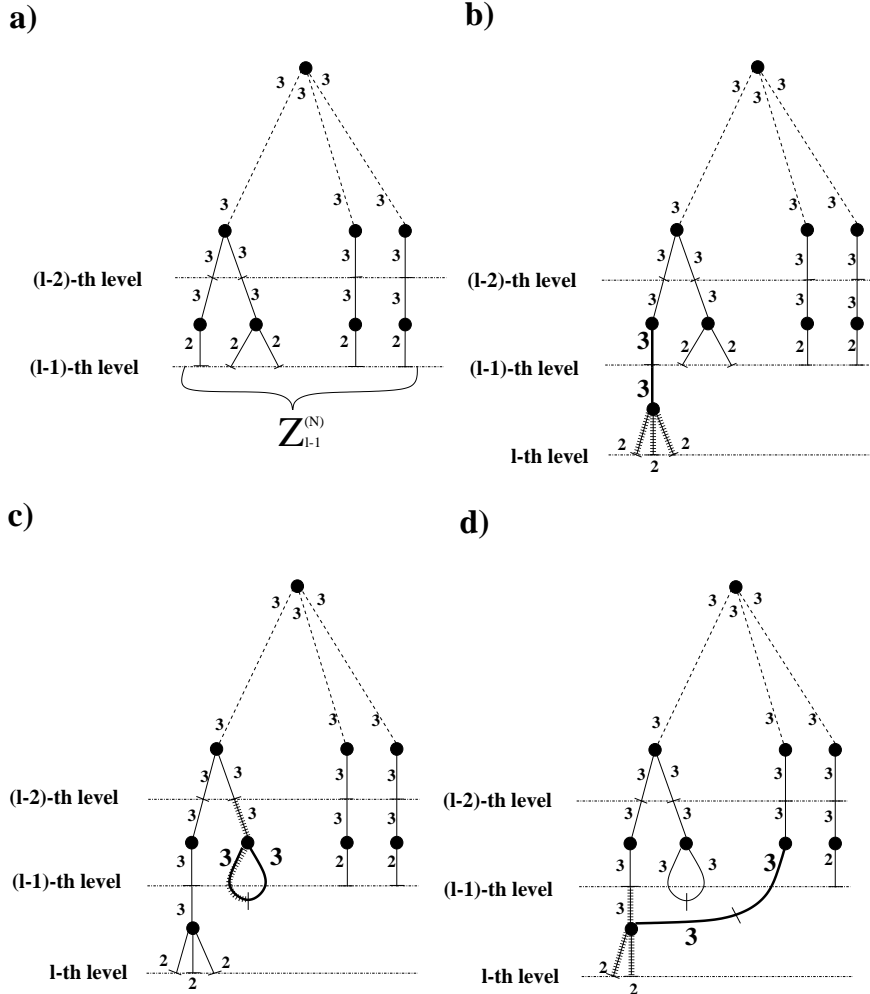 a)
3 3
3
3 3 3
3 3 3 3
(l-2)-th level
3 3 3 3
2 2 2 2 2
(l-1)-th level
Z (N) l-1
b)
3 3
3
3 3 3
3 3 3 3
(l-2)-th level
3 3 3 3
3 2 2 2 2
(l-1)-th level
3
2 2
l-th level
2
c)
3 3
3
3 3 3
3 3 3 3
(l-2)-th level
3 3 3 3
3 3 3 2 2
(l-1)-th level
3
2 2
l-th level
2
d)
3 3
3
3 3 3
3 3 3 3
(l-2)-th level
3 3 3 3
3 3 3 3 2
(l-1)-th level
3
3
2
l-th level
2